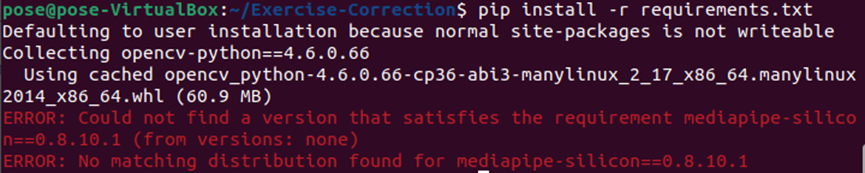 pose@pose-VirtualBox:~/Exercise-Correction$ pip install -r requirements.txt
Defaulting to user installation because normal site-packages is not writeable
Collecting opencv-python==4.6.0.66
  Using cached opencv_python-4.6.0.66-cp36-abi3-manylinux_2_17_x86_64.manylinux
2014_x86_64.whl (60.9 MB)
ERROR: Could not find a version that satisfies the requirement mediapipe-silico
n==0.8.10.1 (from versions: none)
ERROR: No matching distribution found for mediapipe-silicon==0.8.10.1